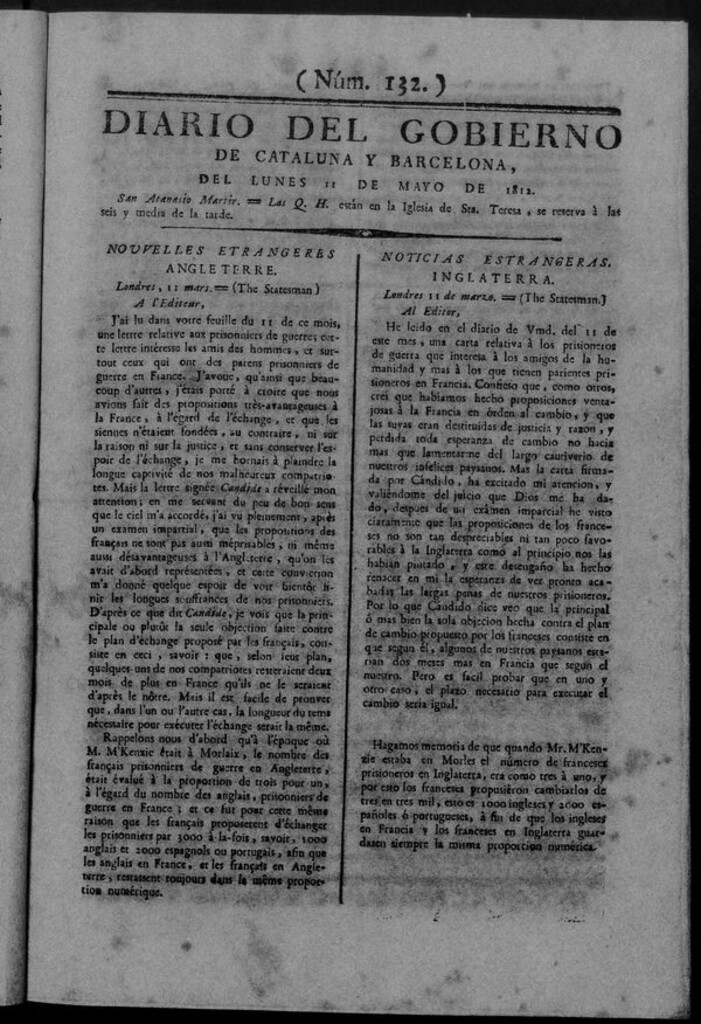 (Núm. 132.)
DIARIO DEL GOBIERNO
DE CATALUNA Y BARCELONA,
DEL LUNES 11 DE MAYO DE 1812.
San Atanasio Martir. = Las Q. H. están en la Iglesia de Sta. Teresa, se reserva à las
seis y media de la tarde.
NOUVELLES ETRANGERES
ANGLETERRE.
Londres, 11 mars. = (The Statesman)
A l'Editeur,
J'ai lu dans votre feuille du 11 de ce mois,
une lettre relative aux prisonniers de guerre; cet-
te lettre intéresse les amis des hommes, et sur-
tout ceux qui ont des parens prisonniers de
guerre en France. J'avoue, qu'ainsi que beau-
coup d'autres, j'étais porté à croire que nous
avions fait des propositions très-avantageuses à
la France, à l'égard de l'échange, et que les
siennes n'étaient fondées, au contraire, ni sur
la raison ni sur la justice, et sans conserver l'es-
poir de l'échange, je me bornais à plaindre la
longue captivité de nos malheureux compatrio-
tes. Mais la lettre signée Candide a réveillé mon
attention; en me servant du peu de bon sens
que le ciel m'a accordé, j'ai vu pleinement, après
un examen impartial, que les propositions des
français ne sont pas aussi méprisables, ni même
aussi désavantageuses à l'Angleterre, qu'on les
avait d'abord représentées, et cette conviction
m'a donné quelque espoir de voir bientôt fi-
nir les longues souffrances de nos prisonniers.
D'après ce que dit Candide, je vois que la prin-
cipale ou plutôt la seule objection faite contre
le plan d'échange proposé par les français, con-
siste en ceci, savoir: que, selon leur plan,
quelques-uns de nos compatriotes resteraient deux
mois de plus en France qu'ils ne le seraient
d'après le nôtre. Mais il est facile de prouver
que, dans l'un ou l'autre cas, la longueur du tems
nécessaire pour exécuter l'échange serait la même.
Rappelons nous d'abord qu'à l'époque où
M. M'Kenzie était à Morlaix, le nombre des
français prisonniers de guerre en Angleterre,
était évalué à la proportion de trois pour un,
à l'égard du nombre des anglais, prisonniers de
guerre en France; et ce fut pour cette même
raison que les français proposerent d'échanger
les prisonniers par 3000 à-la-fois, savoir, 1000
anglais et 2000 espagnols ou portugais, afin que
les anglais en France, et les français en Angle-
terre, restassent toujours dans la même propor-
tion numérique.
NOTICIAS ESTRANGERAS.
INGLATERRA.
Londres 11 de marzo. = (The Statesman.)
Al Editor,
He leido en el diario de Vmd. del 11 de
este mes, una carta relativa á los prisioneros
de guerra que interesa à los amigos de la hu-
manidad y mas à los que tienen parientes pri-
sioneros en Francia. Confieso que, como otros,
crei que habiamos hecho proposiciones venta-
josas à la Francia en órden al cambio, y que
las suyas eran destituidas de justicia y razon, y
perdida toda esperanza de cambio no hacia
mas que lamentarme del largo cautiverio de
nuestros infelices paysanos. Mas la carta firma-
da por Cándido, ha excitado mi atencion, y
valiéndome del juicio que Dios me ha da-
do, despues de un exámen imparcial he visto
claramente que las proposiciones de los france-
ses no son tan despreciables ni tan poco favo-
rables à la Inglaterra como al principio nos las
habian pintado, y este desengaño ha hecho
renacer en mi la esperanza de ver pronto aca-
badas las largas penas de nuestros prisioneros.
Por lo que Cándido dice veo que la principal
ó mas bien la sola objecion hecha contra el plan
de cambio propuesto por los franceses consiste en
que segun él, algunos de nuestros paysanos esta-
rian dos meses mas en Francia que segun el
nuestro. Pero es facil probar que en uno y
otro caso, el plazo necesario para executar el
cambio seria igual.
Hagamos memoria de que quando Mr. M'Ken-
zie estaba en Morles el número de franceses
prisioneros en Inglaterra, era como tres à uno, y
por esto los franceses propusiéron cambiarlos de
tres en tres mil, esto es 1000 ingleses y 2000 es-
pañoles ó portugueses, à fin de que los ingleses
en Francia y los franceses en Inglaterra guar-
dasen siempre la misma proportion numérica.